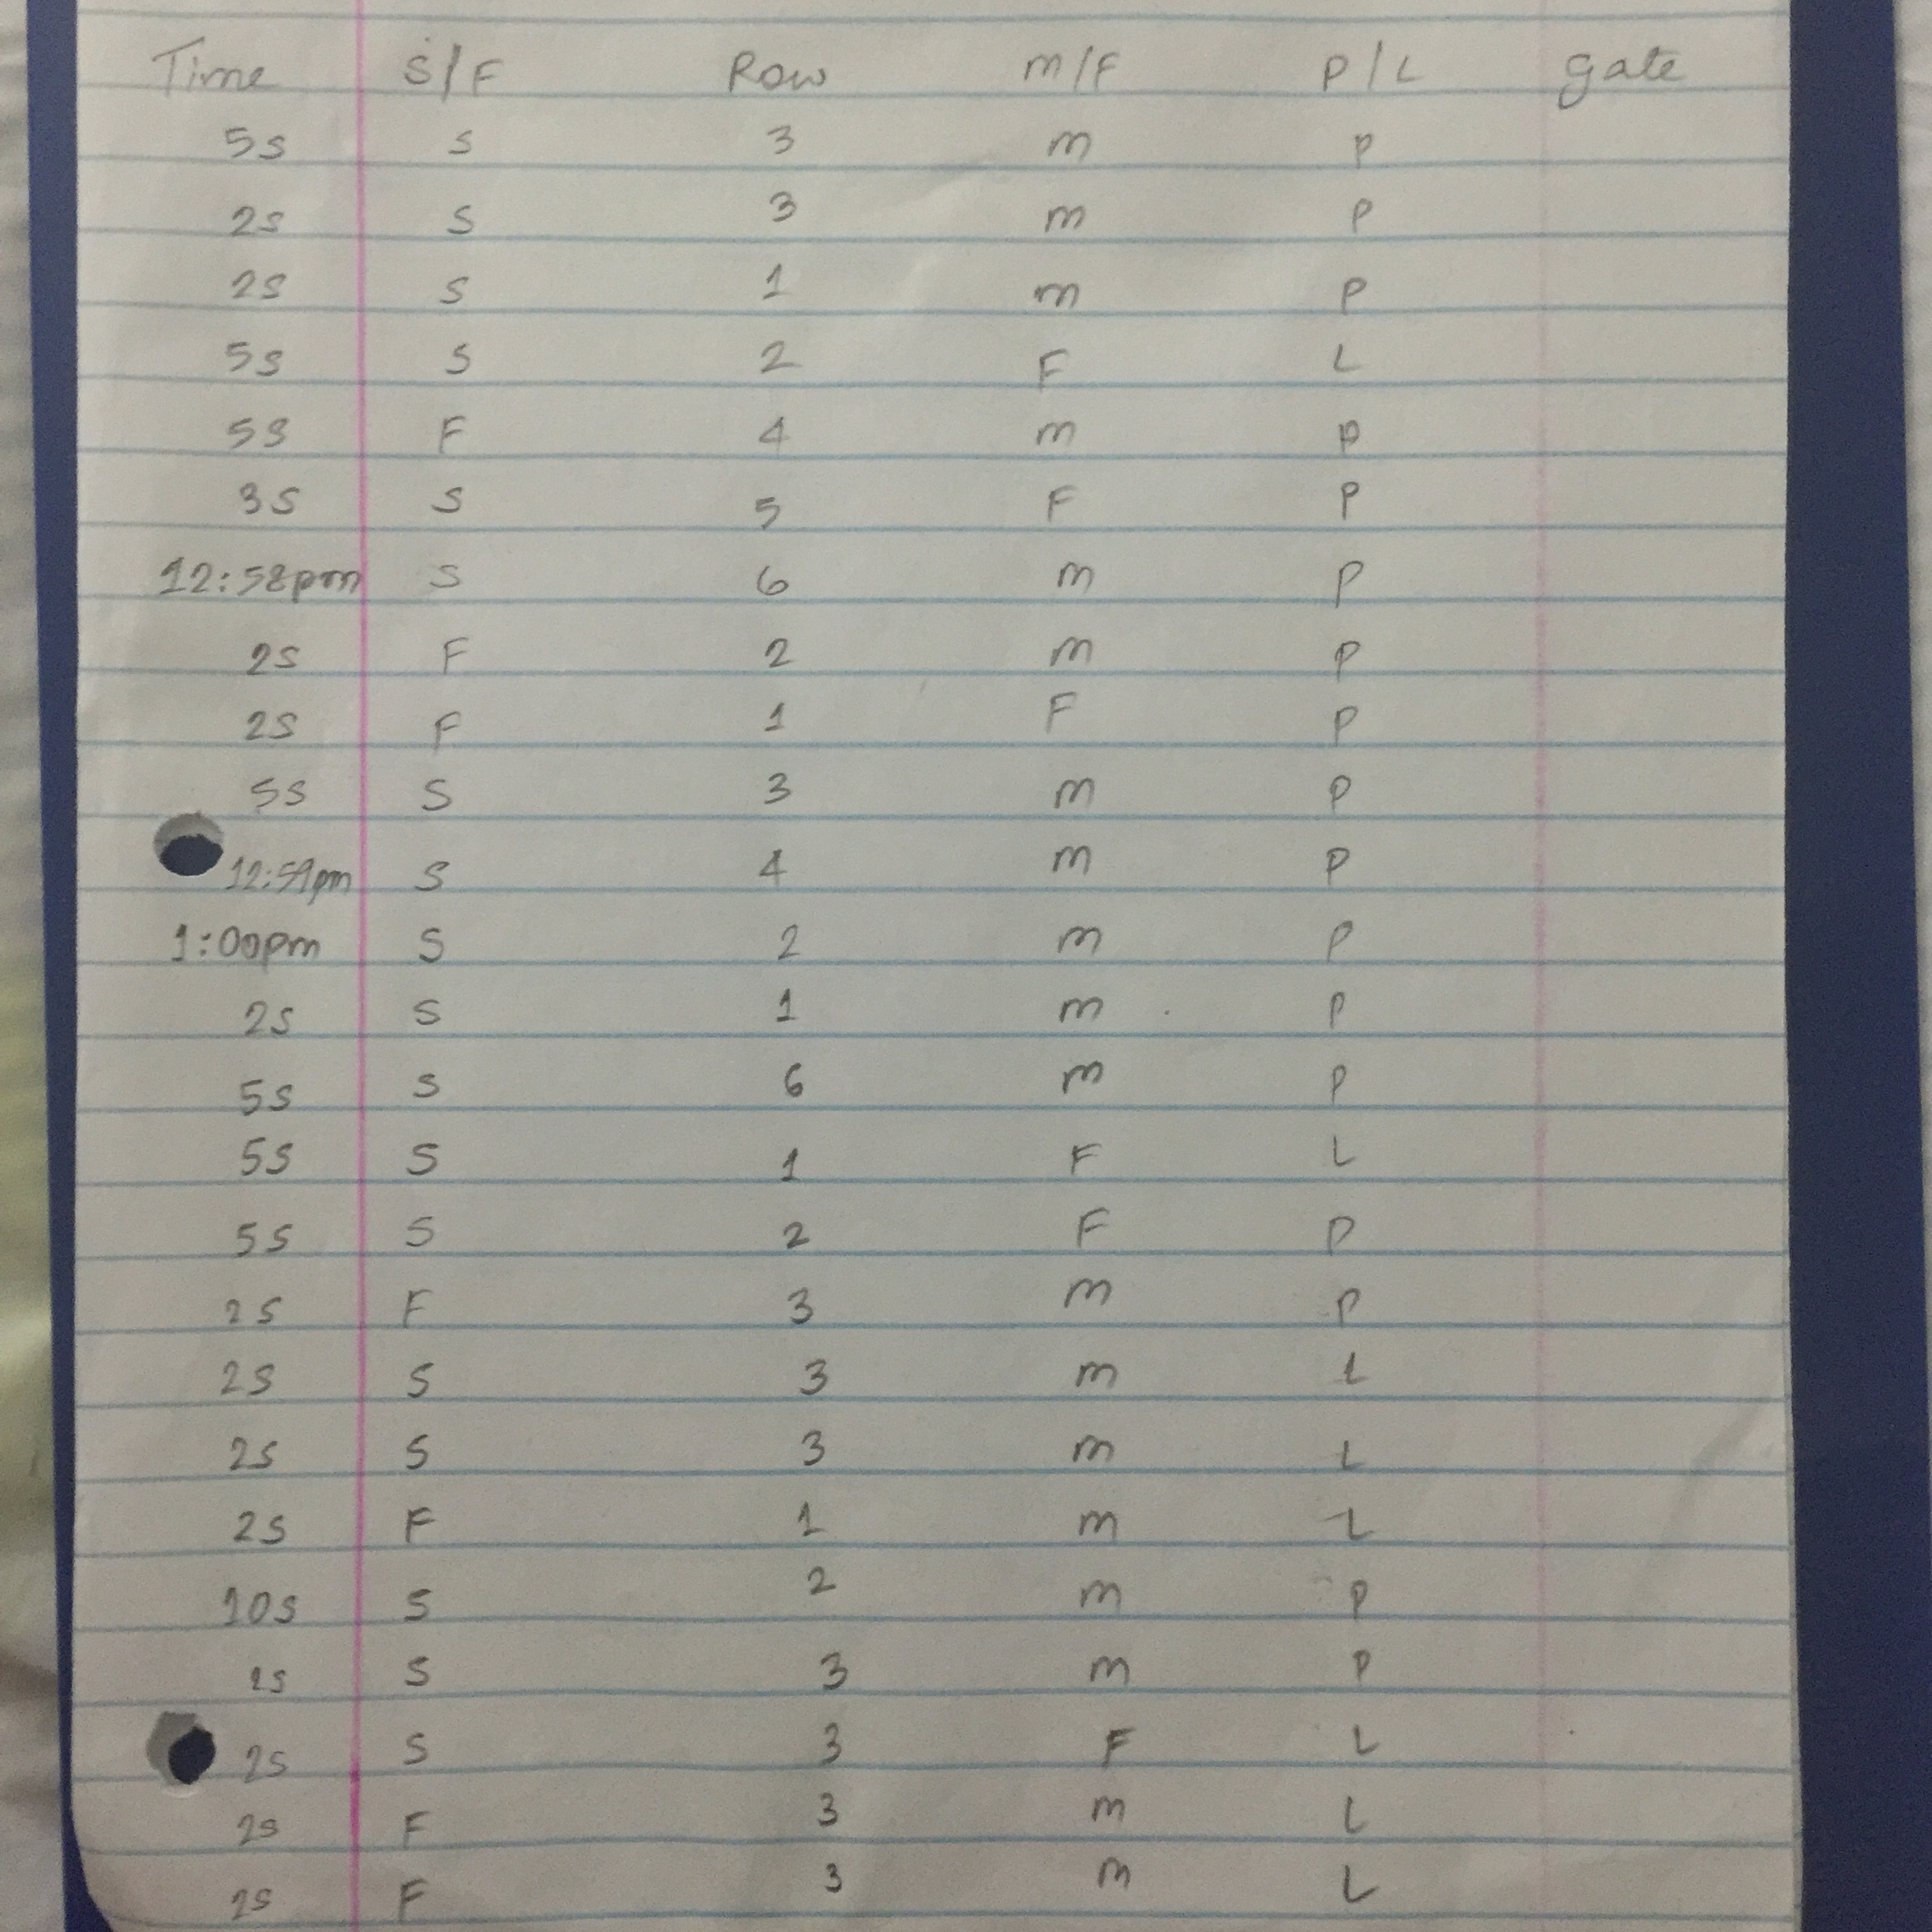 Time S/F Row m/F P/L gate
5s S 3 m P
2s S 3 m P
2s S 1 m P
5s S 2 F L
5s F 4 m P
3s S 5 F P
12:58pm S 6 m P
2s F 2 m P
2s F 1 F P
5s S 3 m P
12:59pm S 4 m P
1:00pm S 2 m P
2s S 1 m P
5s S 6 m P
5s S 1 F L
5s S 2 F P
2s F 3 m P
2s S 3 m L
2s S 3 m L
2s F 1 m L
10s S 2 m P
1s S 3 m P
2s S 3 F L
2s F 3 m L
2s F 3 m L